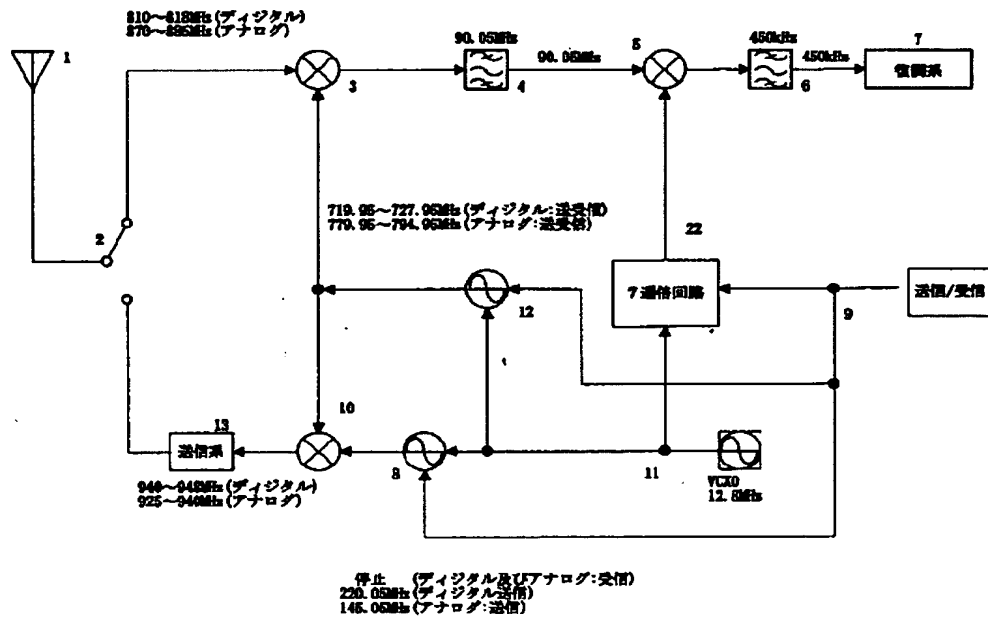 810～818MHz(ディジタル)
870～885MHz(アナログ)
1
2
3
90.05MHz
4
90.05MHz
5
450kHz
6
450kHz
7
復調系
719.95～727.95MHz(ディジタル:送受信)
779.95～794.95MHz(アナログ:送受信)
22
7逓倍回路
12
送信/受信
9
10
13
送信系
8
11
VCXO
12.8MHz
940～948MHz(ディジタル)
925～940MHz(アナログ)
停止 (ディジタル及びアナログ:受信)
220.05MHz(ディジタル送信)
145.05MHz(アナログ:送信)